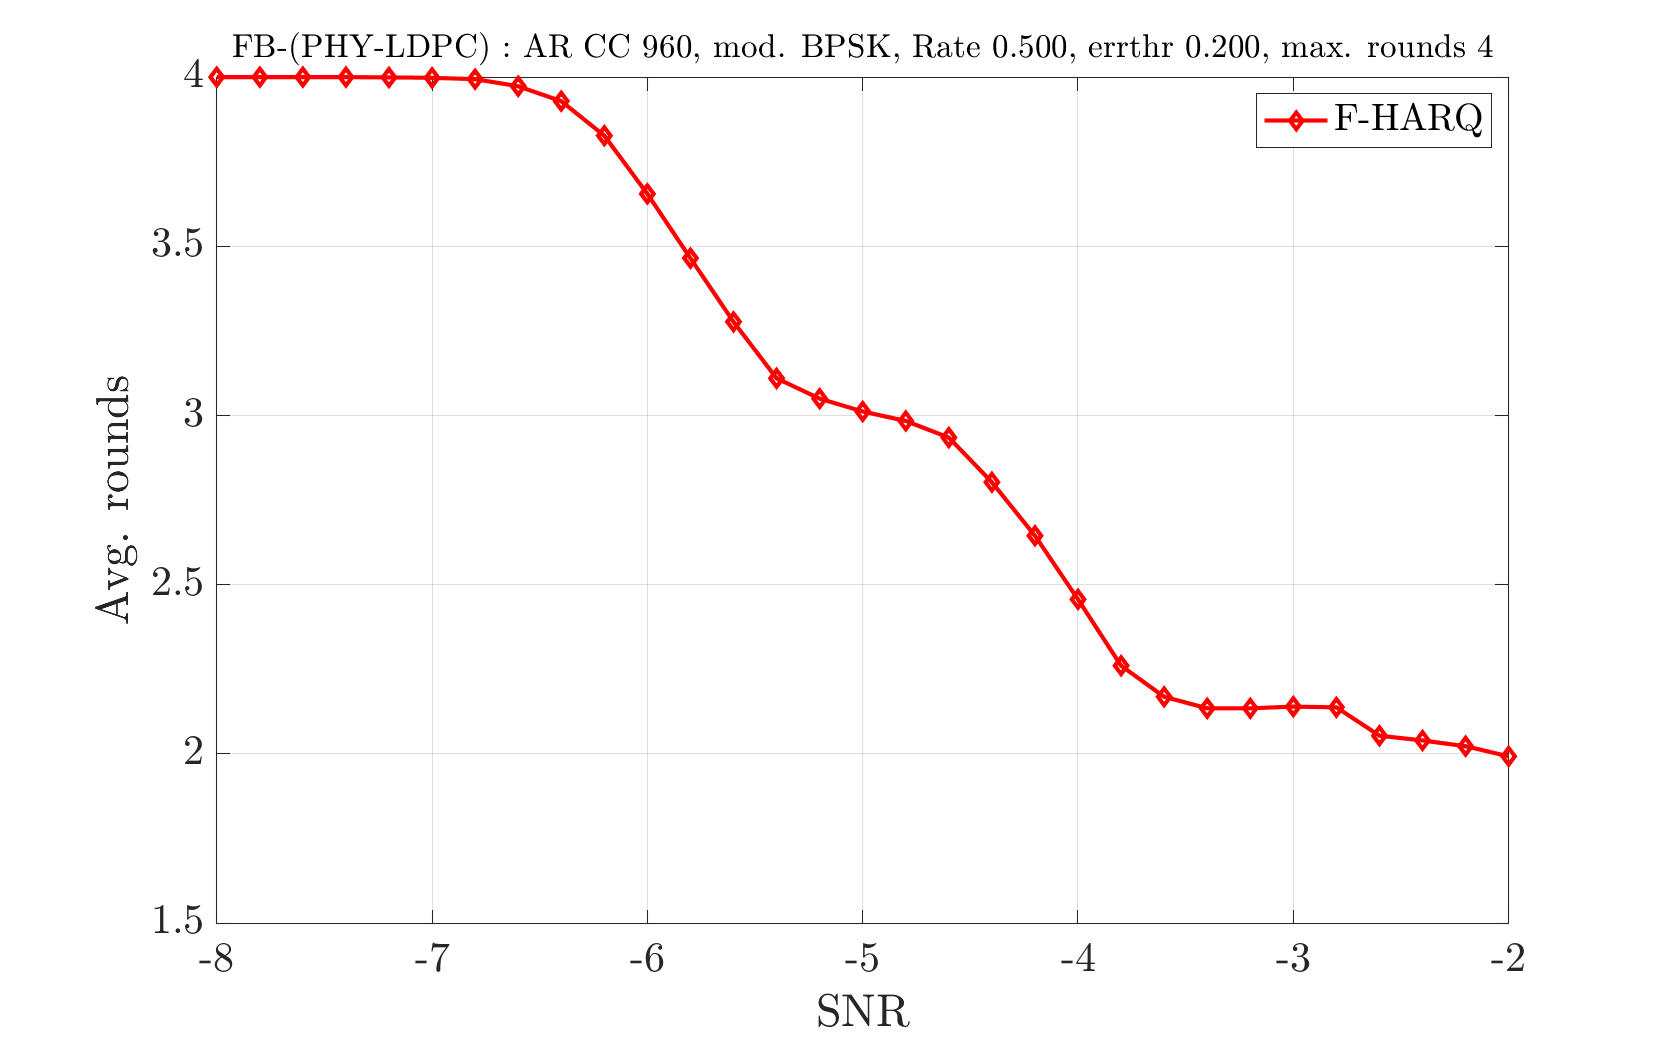 FB-(PHY-LDPC) : AR CC 960, mod. BPSK, Rate 0.500, errthr 0.200, max. rounds 4
F-HARQ
4
3.5
3
2.5
2
1.5
Avg. rounds
-8 -7 -6 -5 -4 -3 -2
SNR